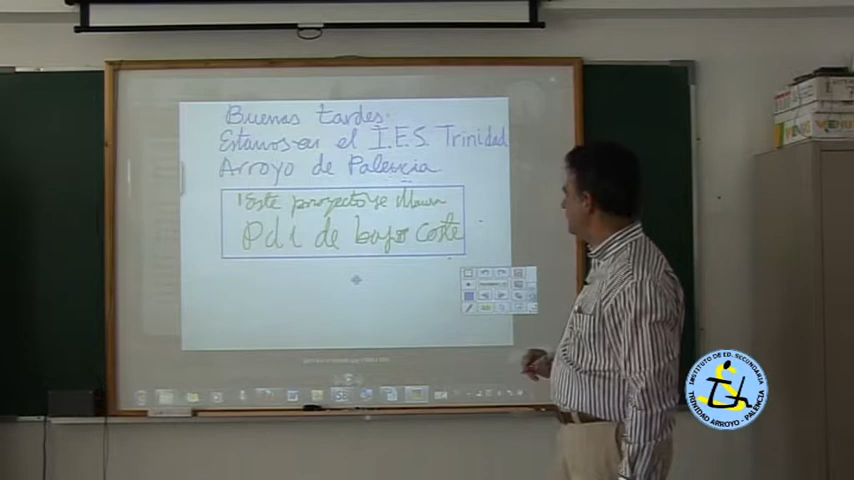 Buenas tardes.
Estamos en el I.E.S. Trinidad
Arroyo de Palencia
Este proyecto se llama
Pdi de bajo coste
INSTITUTO DE ED. SECUNDARIA
TRINIDAD ARROYO - PALENCIA
VENUS